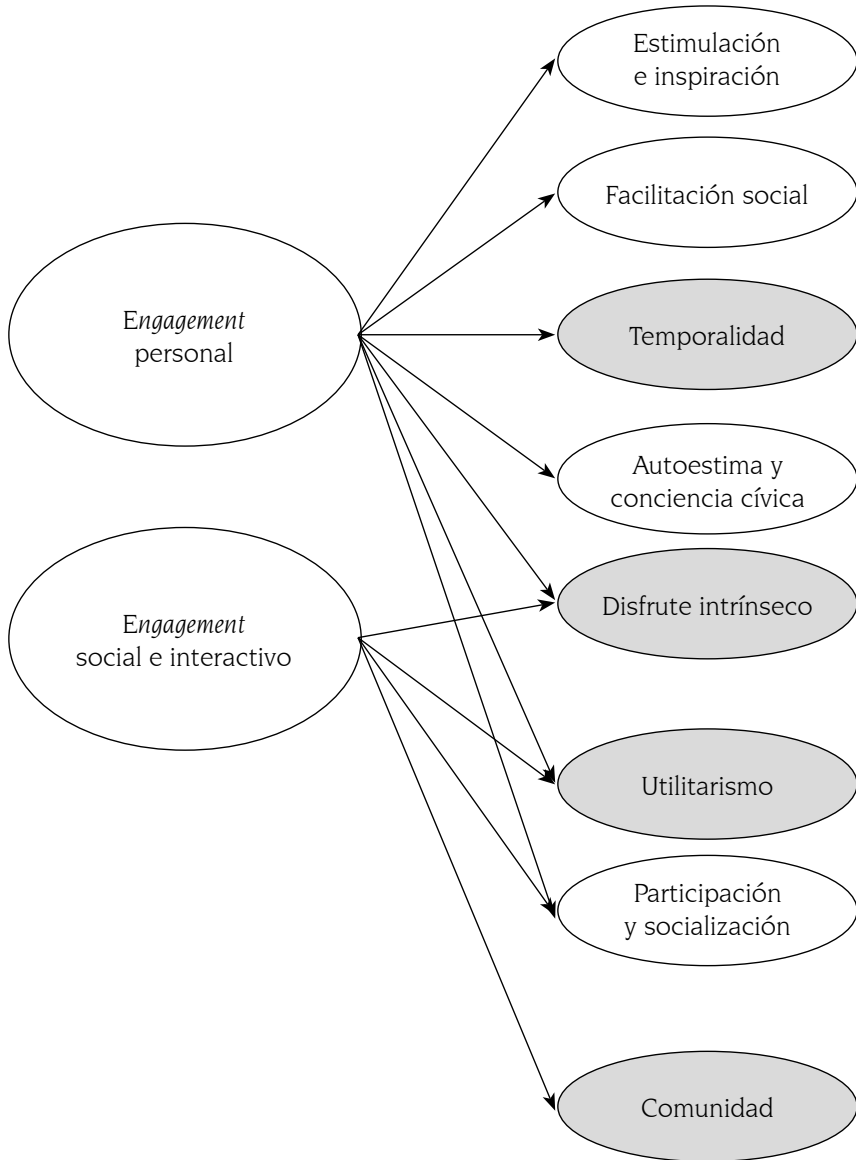 Estimulación
e inspiración
Facilitación social
Engagement
personal
Temporalidad
Autoestima y
conciencia cívica
Engagement
social e interactivo
Disfrute intrínseco
Utilitarismo
Participación
y socialización
Comunidad